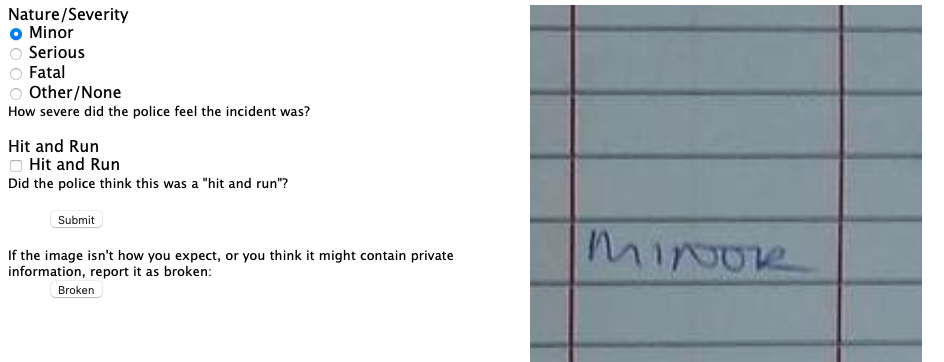 Nature/Severity
Minor
Serious
Fatal
Other/None
How severe did the police feel the incident was?
Hit and Run
Hit and Run
Did the police think this was a "hit and run"?
Submit
If the image isn't how you expect, or you think it might contain private
information, report it as broken:
Broken
Minoor